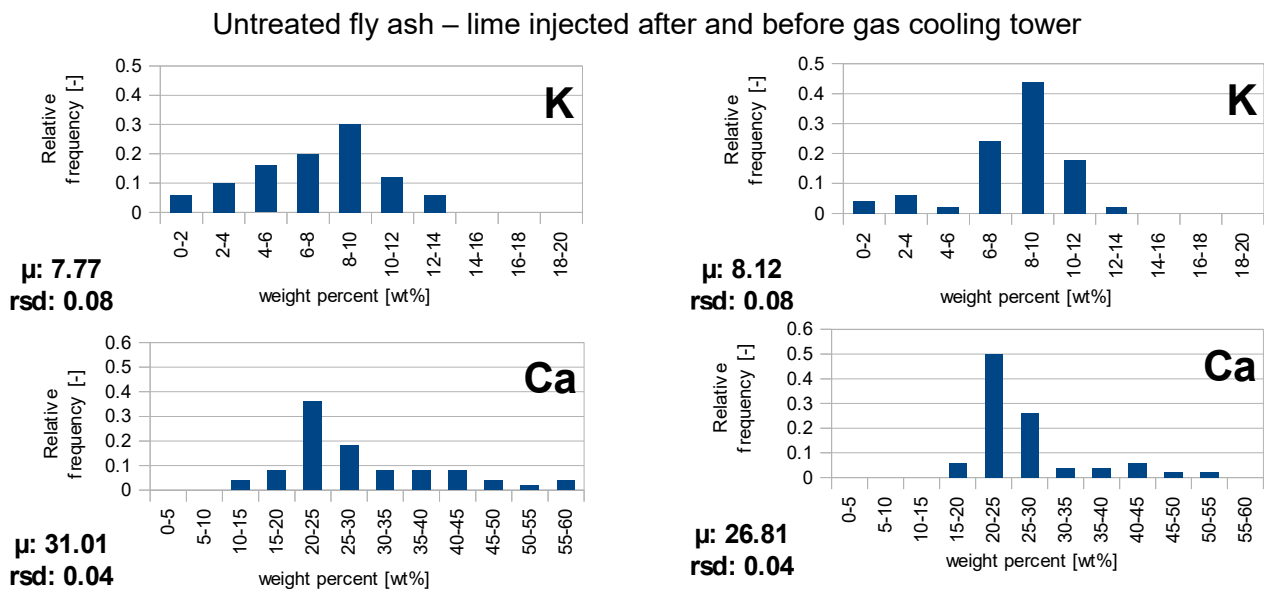 Untreated fly ash – lime injected after and before gas cooling tower
Relative
frequency [-]
0.5
0.4
0.3
0.2
0.1
0
K
0-2
2-4
4-6
6-8
8-10
10-12
12-14
14-16
16-18
18-20
weight percent [wt%]
µ: 7.77
rsd: 0.08
Relative
frequency [-]
0.5
0.4
0.3
0.2
0.1
0
K
0-2
2-4
4-6
6-8
8-10
10-12
12-14
14-16
16-18
18-20
weight percent [wt%]
µ: 8.12
rsd: 0.08
Relative
frequency [-]
0.6
0.5
0.4
0.3
0.2
0.1
0
Ca
0-5
5-10
10-15
15-20
20-25
25-30
30-35
35-40
40-45
45-50
50-55
55-60
weight percent [wt%]
µ: 31.01
rsd: 0.04
Relative
frequency [-]
0.6
0.5
0.4
0.3
0.2
0.1
0
Ca
0-5
5-10
10-15
15-20
20-25
25-30
30-35
35-40
40-45
45-50
50-55
55-60
weight percent [wt%]
µ: 26.81
rsd: 0.04